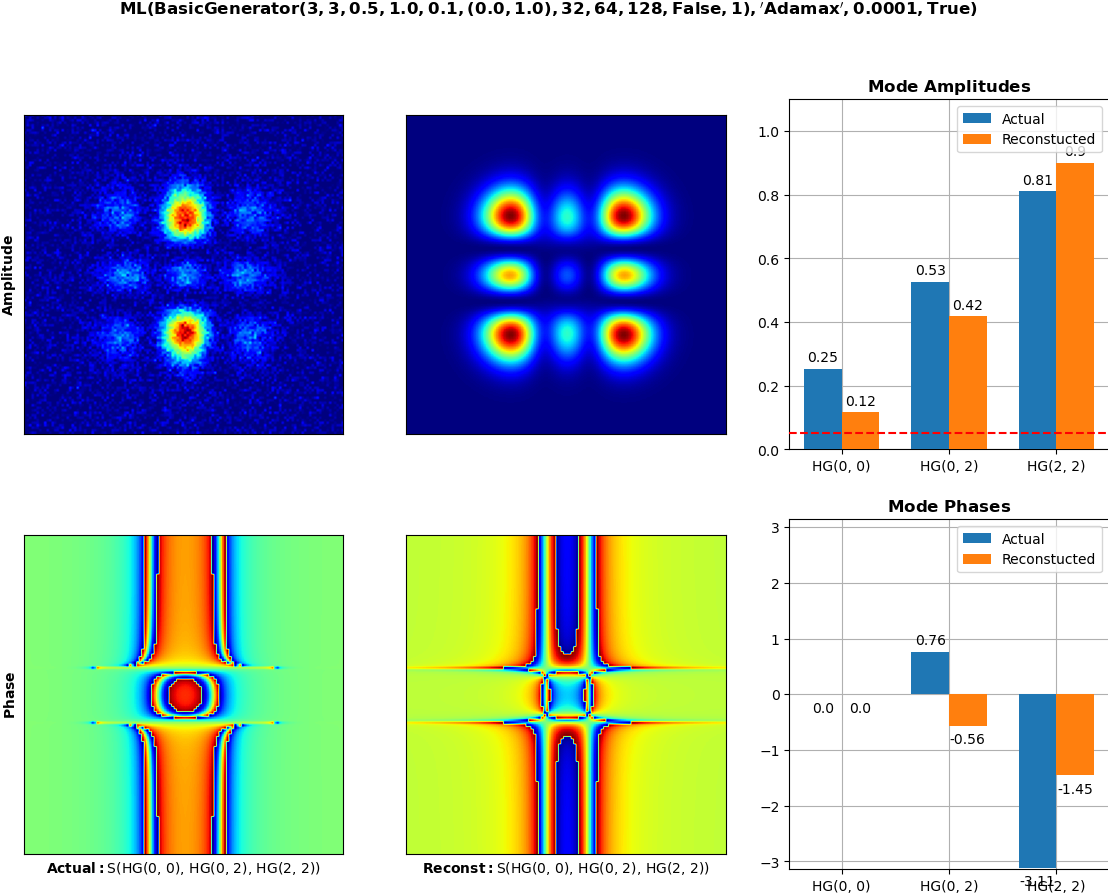 ML(BasicGenerator(3, 3, 0.5, 1.0, 0.1, (0.0, 1.0), 32, 64, 128, False, 1), ′Adamax′, 0.0001, True)
Mode Amplitudes
Actual
Reconstucted
1.0
0.8
0.6
0.4
0.2
0.0
0.25
0.12
0.53
0.42
0.81
0.9
HG(0, 0)
HG(0, 2)
HG(2, 2)
Amplitude
Mode Phases
Actual
Reconstucted
3
2
1
0
−1
−2
−3
0.0
0.0
0.76
-0.56
-3.11
-1.45
HG(0, 0)
HG(0, 2)
HG(2, 2)
Phase
Actual: S(HG(0, 0), HG(0, 2), HG(2, 2))
Reconst: S(HG(0, 0), HG(0, 2), HG(2, 2))